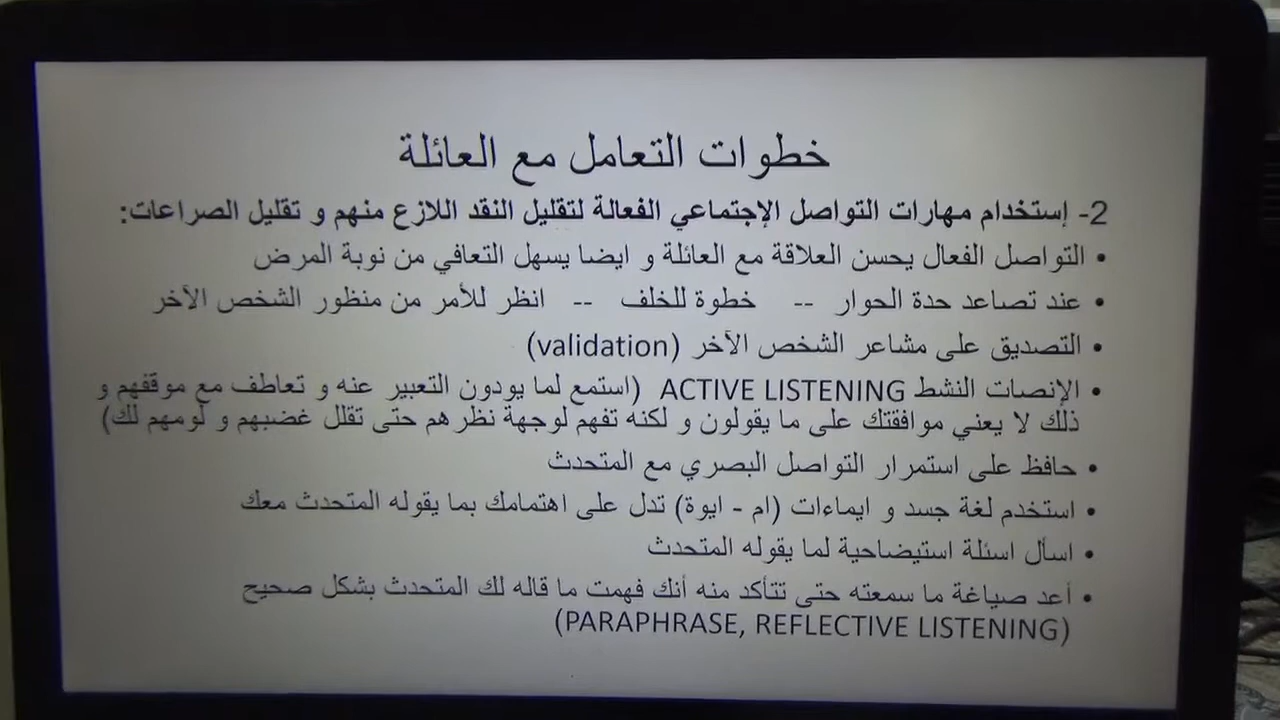 خطوات التعامل مع العائلة
2- إستخدام مهارات التواصل الإجتماعي الفعالة لتقليل النقد اللازع منهم و تقليل الصراعات:
• التواصل الفعال يحسن العلاقة مع العائلة و ايضا يسهل التعافي من نوبة المرض
• عند تصاعد حدة الحوار -- خطوة للخلف -- انظر للأمر من منظور الشخص الآخر
• التصديق على مشاعر الشخص الآخر (validation)
• الإنصات النشط ACTIVE LISTENING (استمع لما يودون التعبير عنه و تعاطف مع موقفهم و
ذلك لا يعني موافقتك على ما يقولون و لكنه تفهم لوجهة نظرهم حتى تقلل غضبهم و لومهم لك)
• حافظ على استمرار التواصل البصري مع المتحدث
• استخدم لغة جسد و ايماءات (ام - ايوة) تدل على اهتمامك بما يقوله المتحدث معك
• اسأل اسئلة استيضاحية لما يقوله المتحدث
• أعد صياغة ما سمعته حتى تتأكد منه أنك فهمت ما قاله لك المتحدث بشكل صحيح
(PARAPHRASE, REFLECTIVE LISTENING)